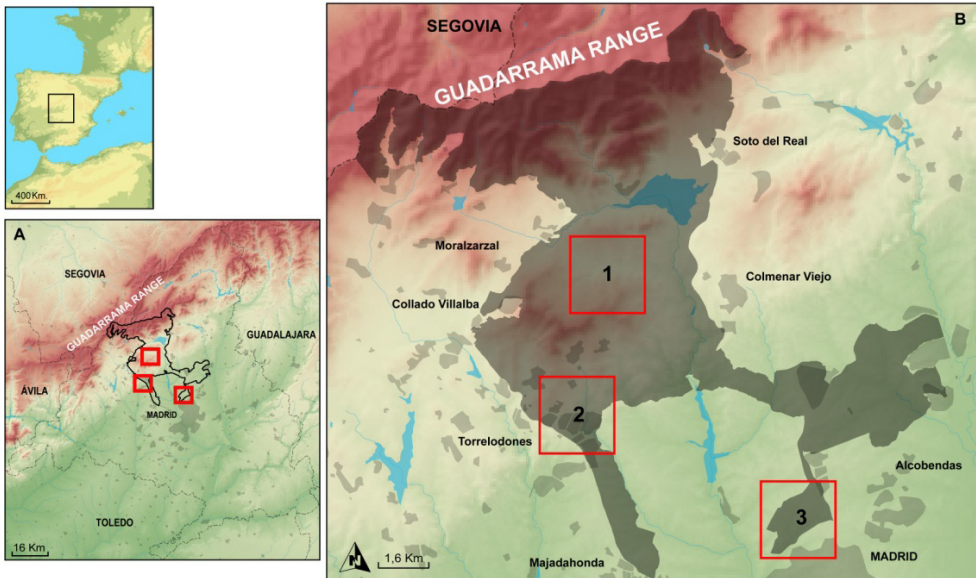 400 Km.
A
SEGOVIA
GUADARRAMA RANGE
GUADALAJARA
ÁVILA
MADRID
TOLEDO
16 Km
B
SEGOVIA
GUADARRAMA RANGE
Soto del Real
Moralzarzal
1
Colmenar Viejo
Collado Villalba
2
Torrelodones
Alcobendas
3
N
1,6 Km
Majadahonda
MADRID